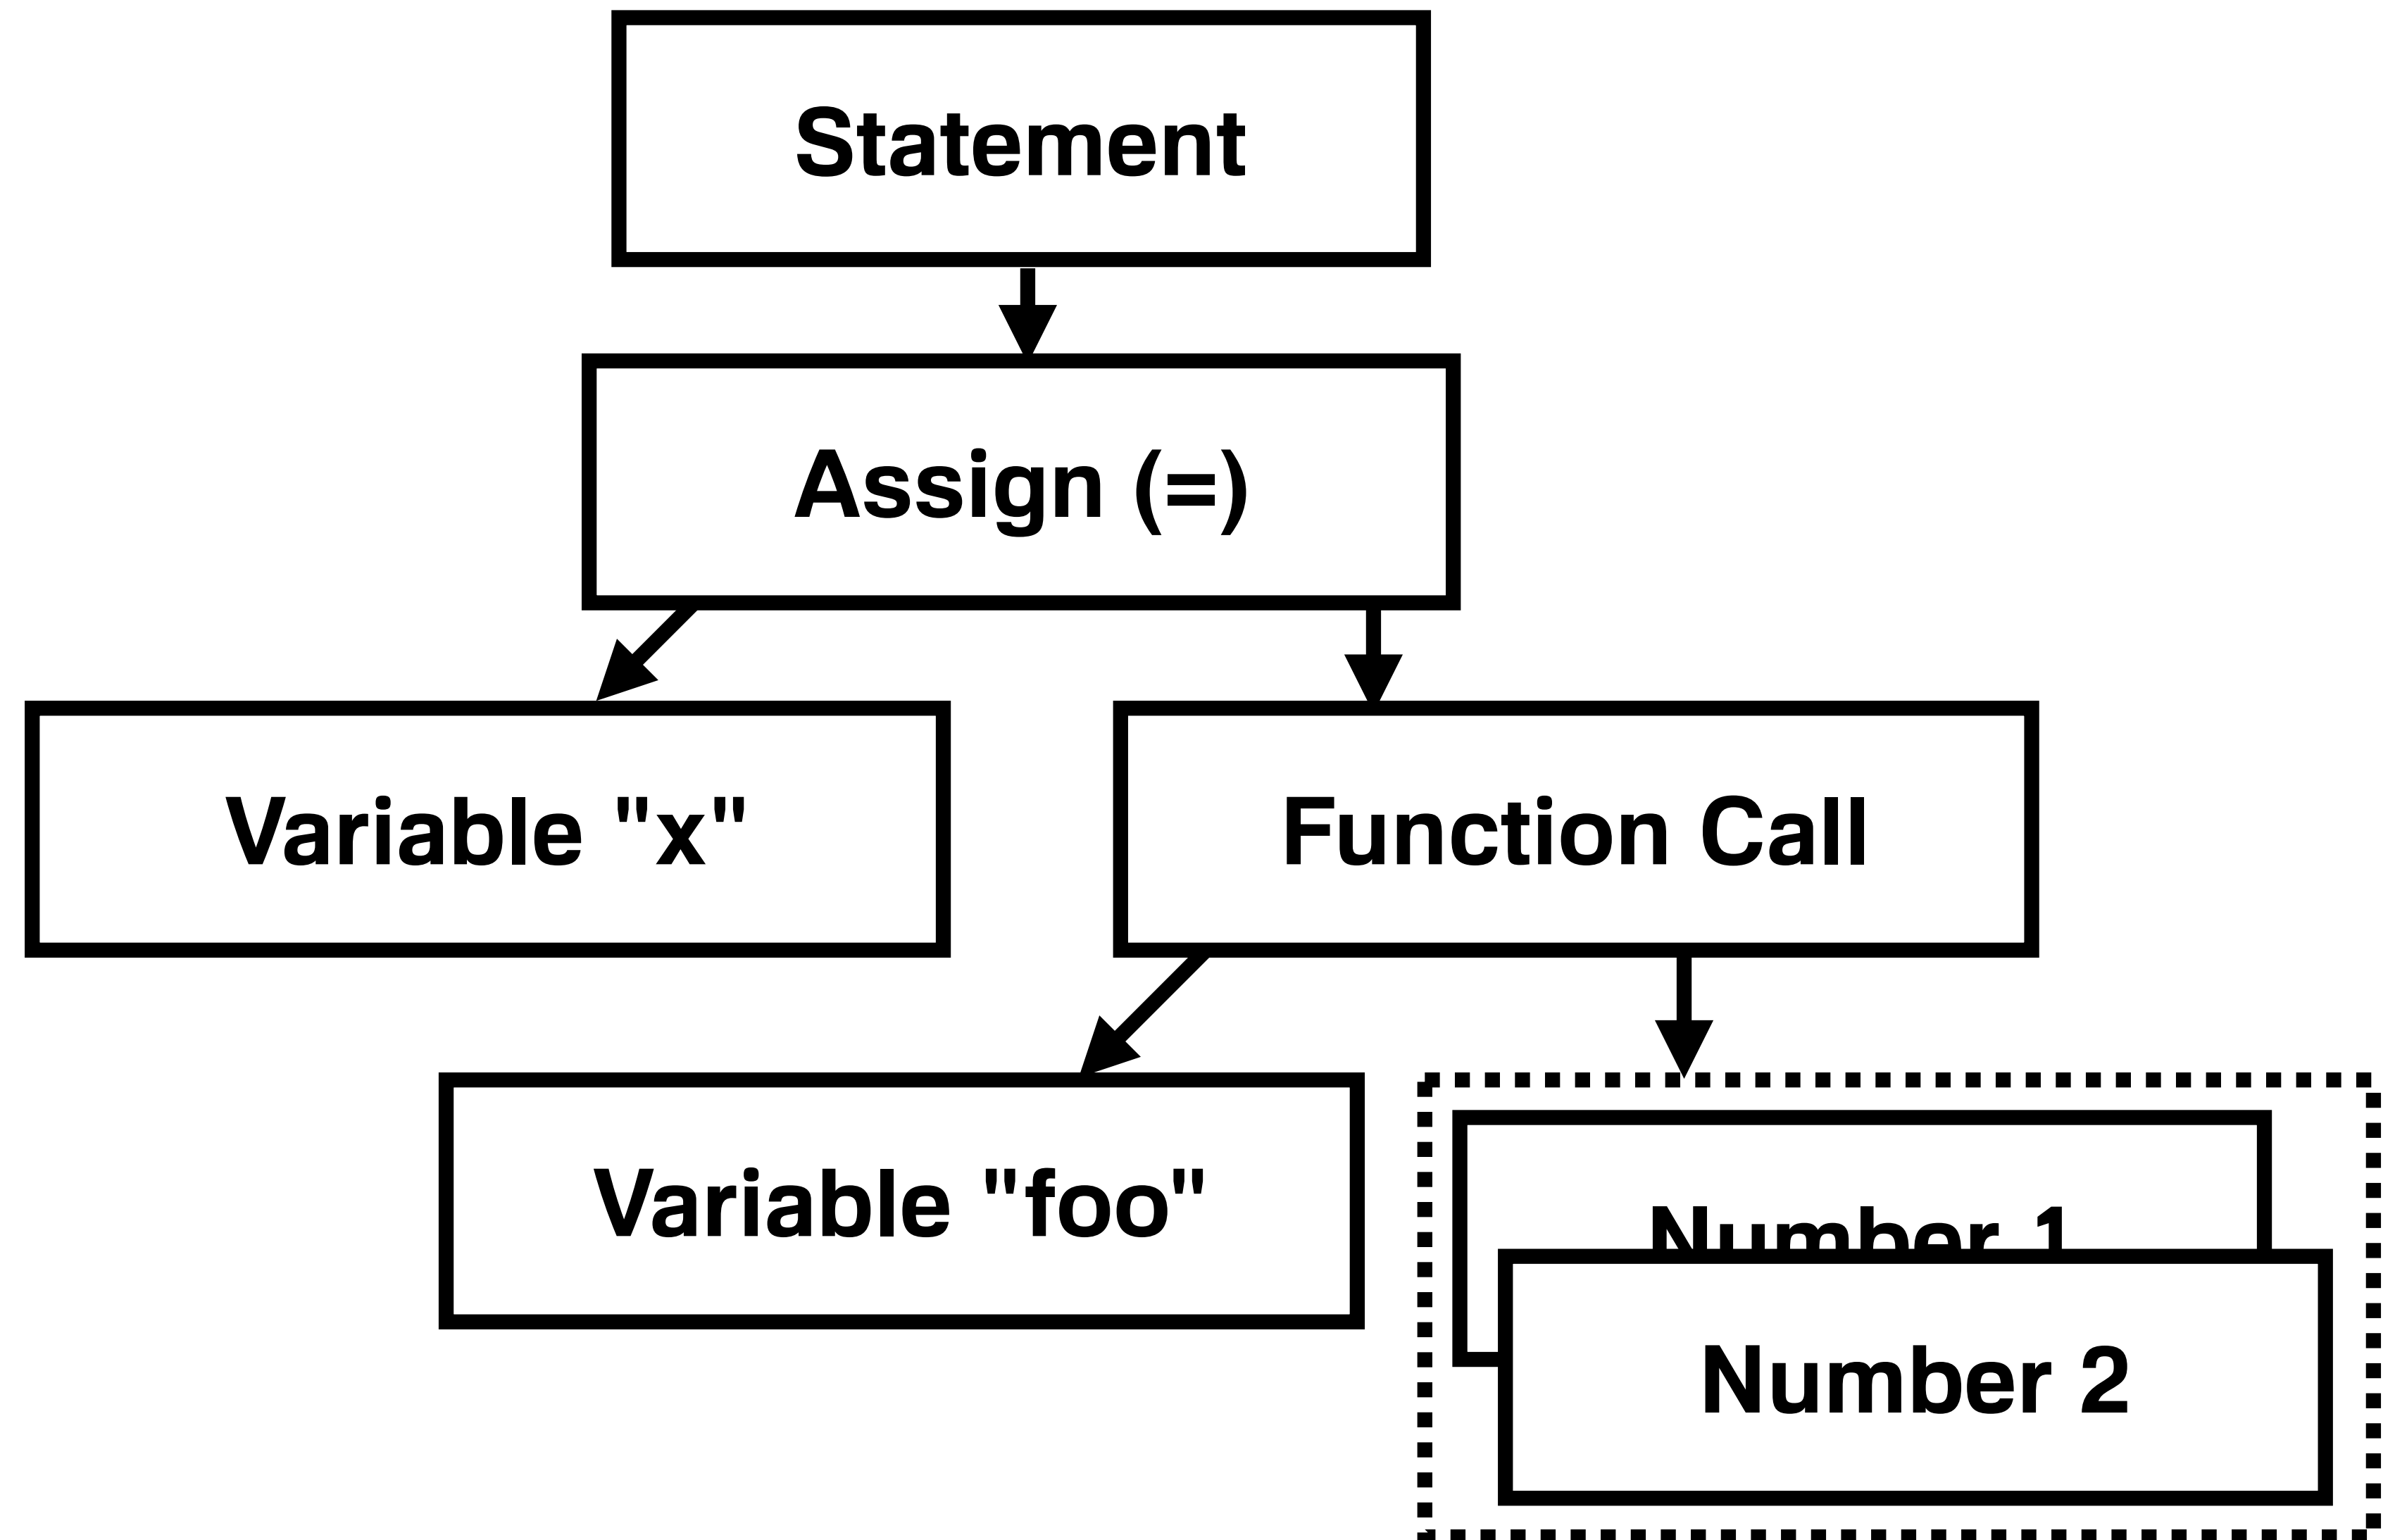 Statement
Assign (=)
Variable "x"
Function Call
Variable "foo"
Number 1
Number 2